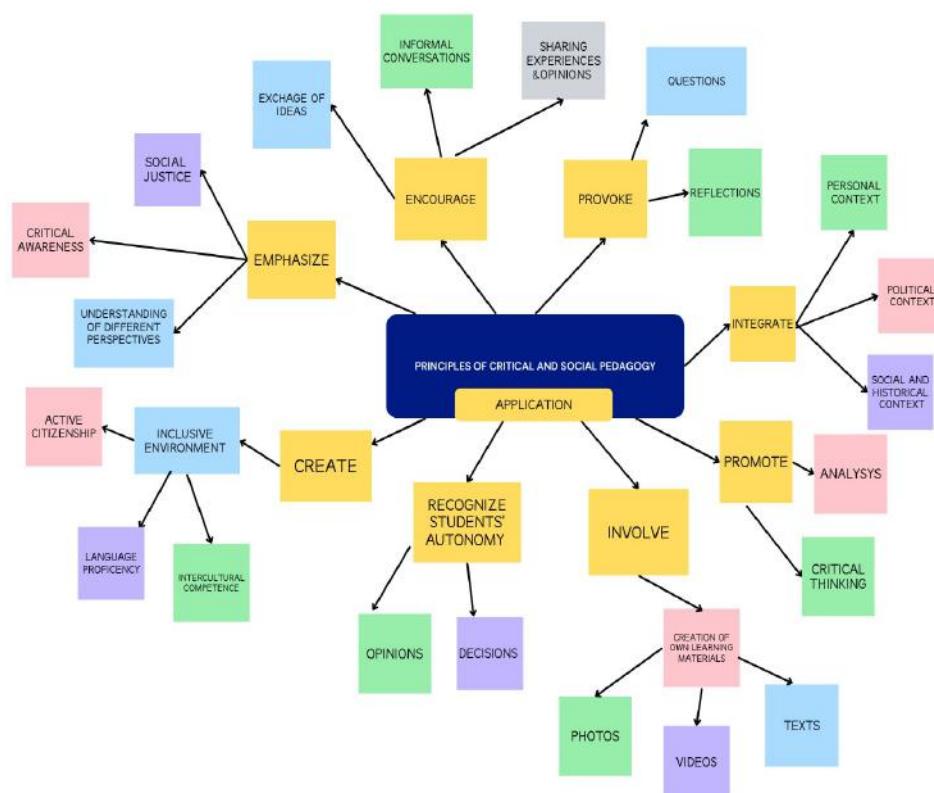 INFORMAL
CONVERSATIONS
SHARING
EXPERIENCES
&OPINIONS
EXCHAGE OF
IDEAS
QUESTIONS
SOCIAL
JUSTICE
ENCOURAGE
PROVOKE
REFLECTIONS
PERSONAL
CONTEXT
CRITICAL
AWARENESS
EMPHASIZE
POLITICAL
CONTEXT
UNDERSTANDING
OF DIFFERENT
PERSPECTIVES
INTEGRATE
PRINCIPLES OF CRITICAL AND SOCIAL PEDAGOGY
APPLICATION
SOCIAL AND
HISTORICAL
CONTEXT
ACTIVE
CITIZENSHIP
INCLUSIVE
ENVIRONMENT
CREATE
PROMOTE
ANALYSYS
RECOGNIZE
STUDENTS'
AUTONOMY
INVOLVE
LANGUAGE
PROFICENCY
INTERCULTURAL
COMPETENCE
CRITICAL
THINKING
OPINIONS
DECISIONS
CREATION OF
OWN LEARNING
MATERIALS
PHOTOS
VIDEOS
TEXTS